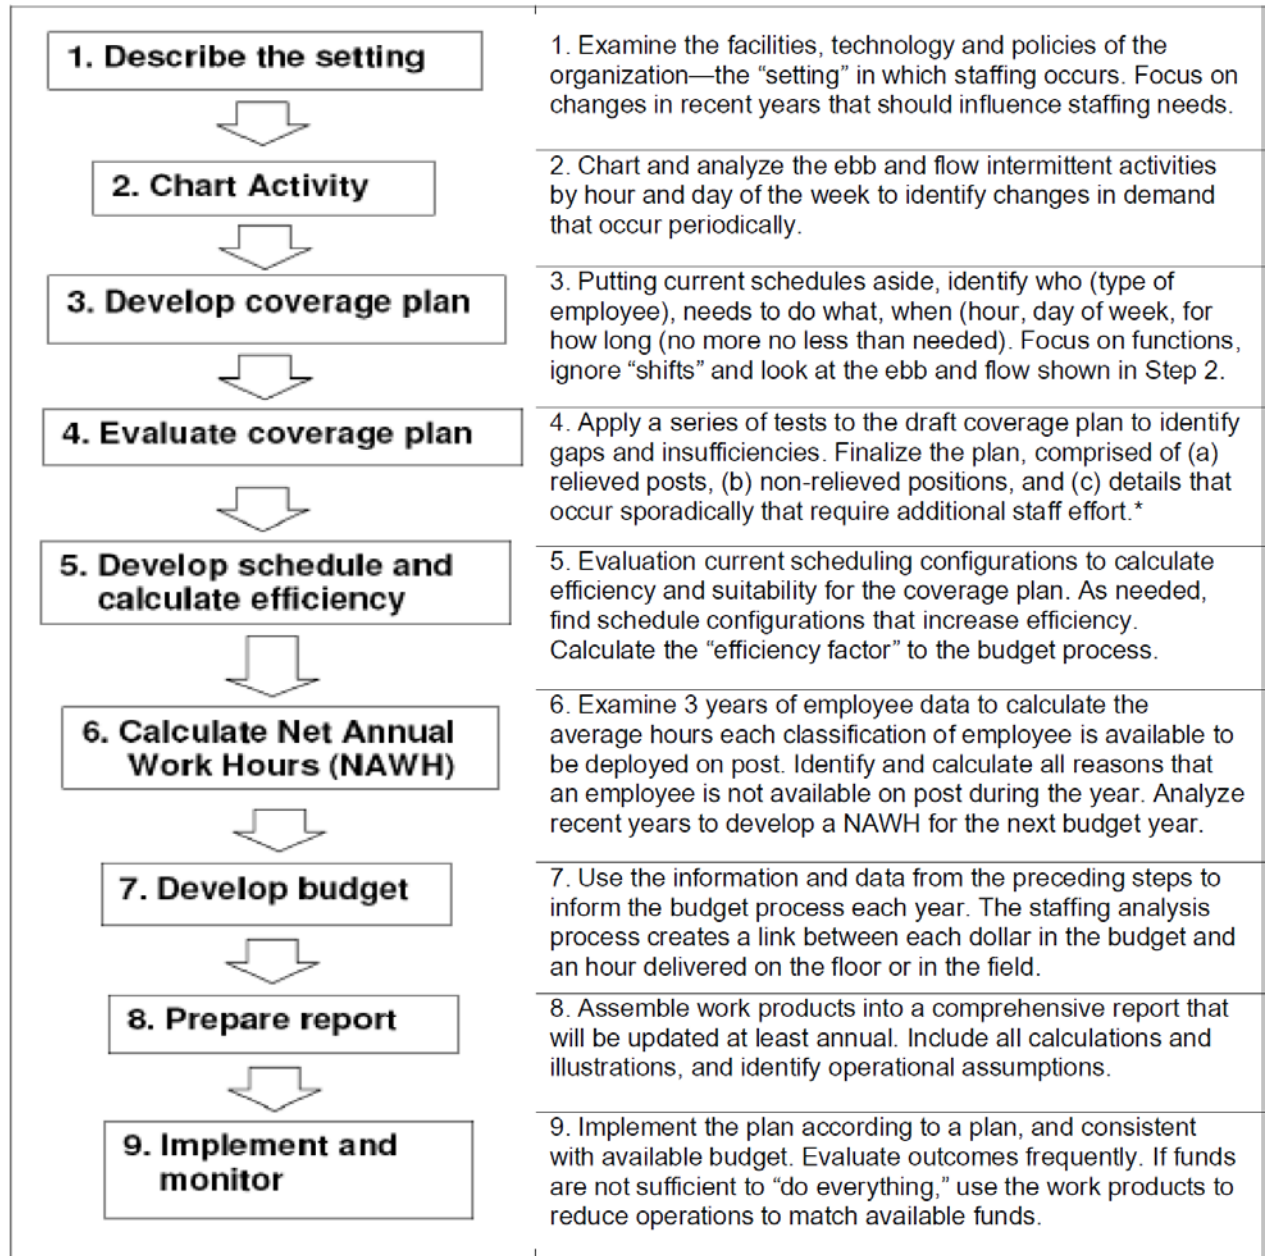 1. Describe the setting
1. Examine the facilities, technology and policies of the
organization—the “setting” in which staffing occurs. Focus on
changes in recent years that should influence staffing needs.
2. Chart Activity
2. Chart and analyze the ebb and flow intermittent activities
by hour and day of the week to identify changes in demand
that occur periodically.
3. Develop coverage plan
3. Putting current schedules aside, identify who (type of
employee), needs to do what, when (hour, day of week, for
how long (no more no less than needed). Focus on functions,
ignore “shifts” and look at the ebb and flow shown in Step 2.
4. Evaluate coverage plan
4. Apply a series of tests to the draft coverage plan to identify
gaps and insufficiencies. Finalize the plan, comprised of (a)
relieved posts, (b) non-relieved positions, and (c) details that
occur sporadically that require additional staff effort.*
5. Develop schedule and
calculate efficiency
5. Evaluation current scheduling configurations to calculate
efficiency and suitability for the coverage plan. As needed,
find schedule configurations that increase efficiency.
Calculate the “efficiency factor” to the budget process.
6. Calculate Net Annual
Work Hours (NAWH)
6. Examine 3 years of employee data to calculate the
average hours each classification of employee is available to
be deployed on post. Identify and calculate all reasons that
an employee is not available on post during the year. Analyze
recent years to develop a NAWH for the next budget year.
7. Develop budget
7. Use the information and data from the preceding steps to
inform the budget process each year. The staffing analysis
process creates a link between each dollar in the budget and
an hour delivered on the floor or in the field.
8. Prepare report
8. Assemble work products into a comprehensive report that
will be updated at least annual. Include all calculations and
illustrations, and identify operational assumptions.
9. Implement and
monitor
9. Implement the plan according to a plan, and consistent
with available budget. Evaluate outcomes frequently. If funds
are not sufficient to “do everything,” use the work products to
reduce operations to match available funds.